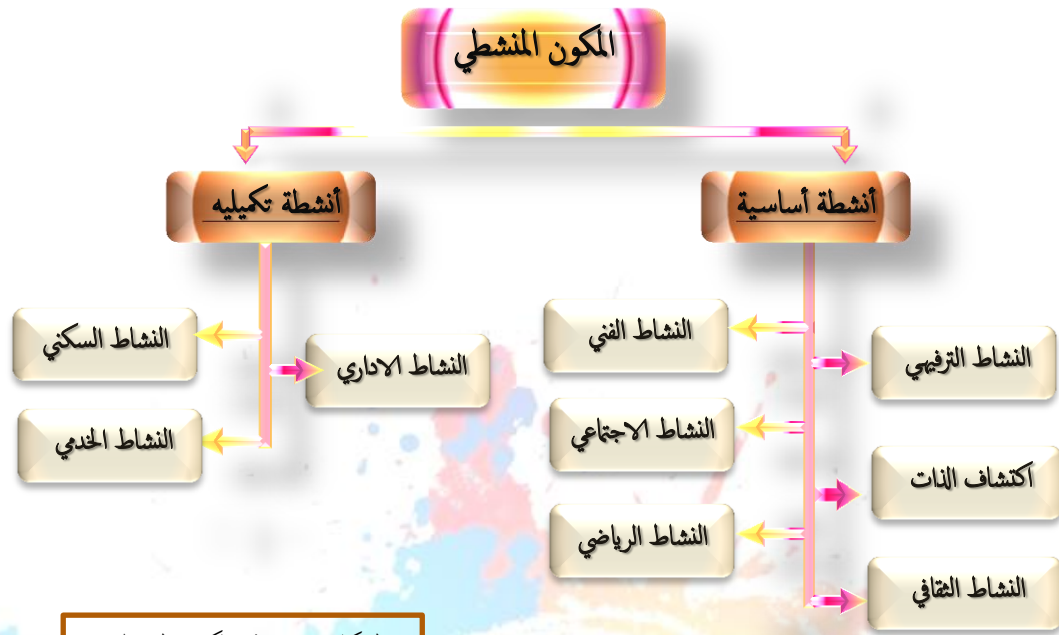 المكون المنشطي
أنشطة أساسية
أنشطة تكميليه
النشاط الترفيهي
اكتشاف الذات
النشاط الثقافي
النشاط الفني
النشاط الاجتماعي
النشاط الرياضي
النشاط الاداري
النشاط السكني
النشاط الخدمي